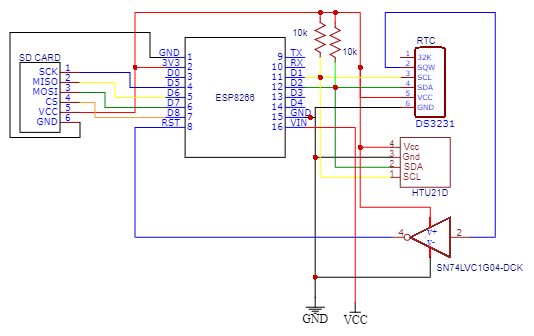 10k
10k
RTC
1 32K
2 SQW
3 SCL
4 SDA
5 VCC
6 GND
DS3231
SD CARD
SCK 1
MISO 2
MOSI 3
CS 4
VCC 5
GND 6
GND 1
3V3 2
D0 3
D5 4
D6 5
D7 6
D8 7
RST 8
ESP8266
9 TX
10 RX
11 D1
12 D2
13 D3
14 D4
15 GND
16 VIN
4 Vcc
3 Gnd
2 SDA
1 SCL
HTU21D
4
v+
v-
2
SN74LVC1G04-DCK
GND
VCC